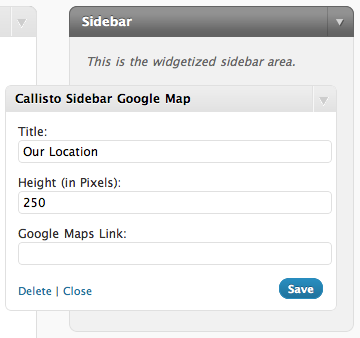 Sidebar
This is the widgetized sidebar area.
Callisto Sidebar Google Map
Title:
Our Location
Height (in Pixels):
250
Google Maps Link:
Delete | Close
Save